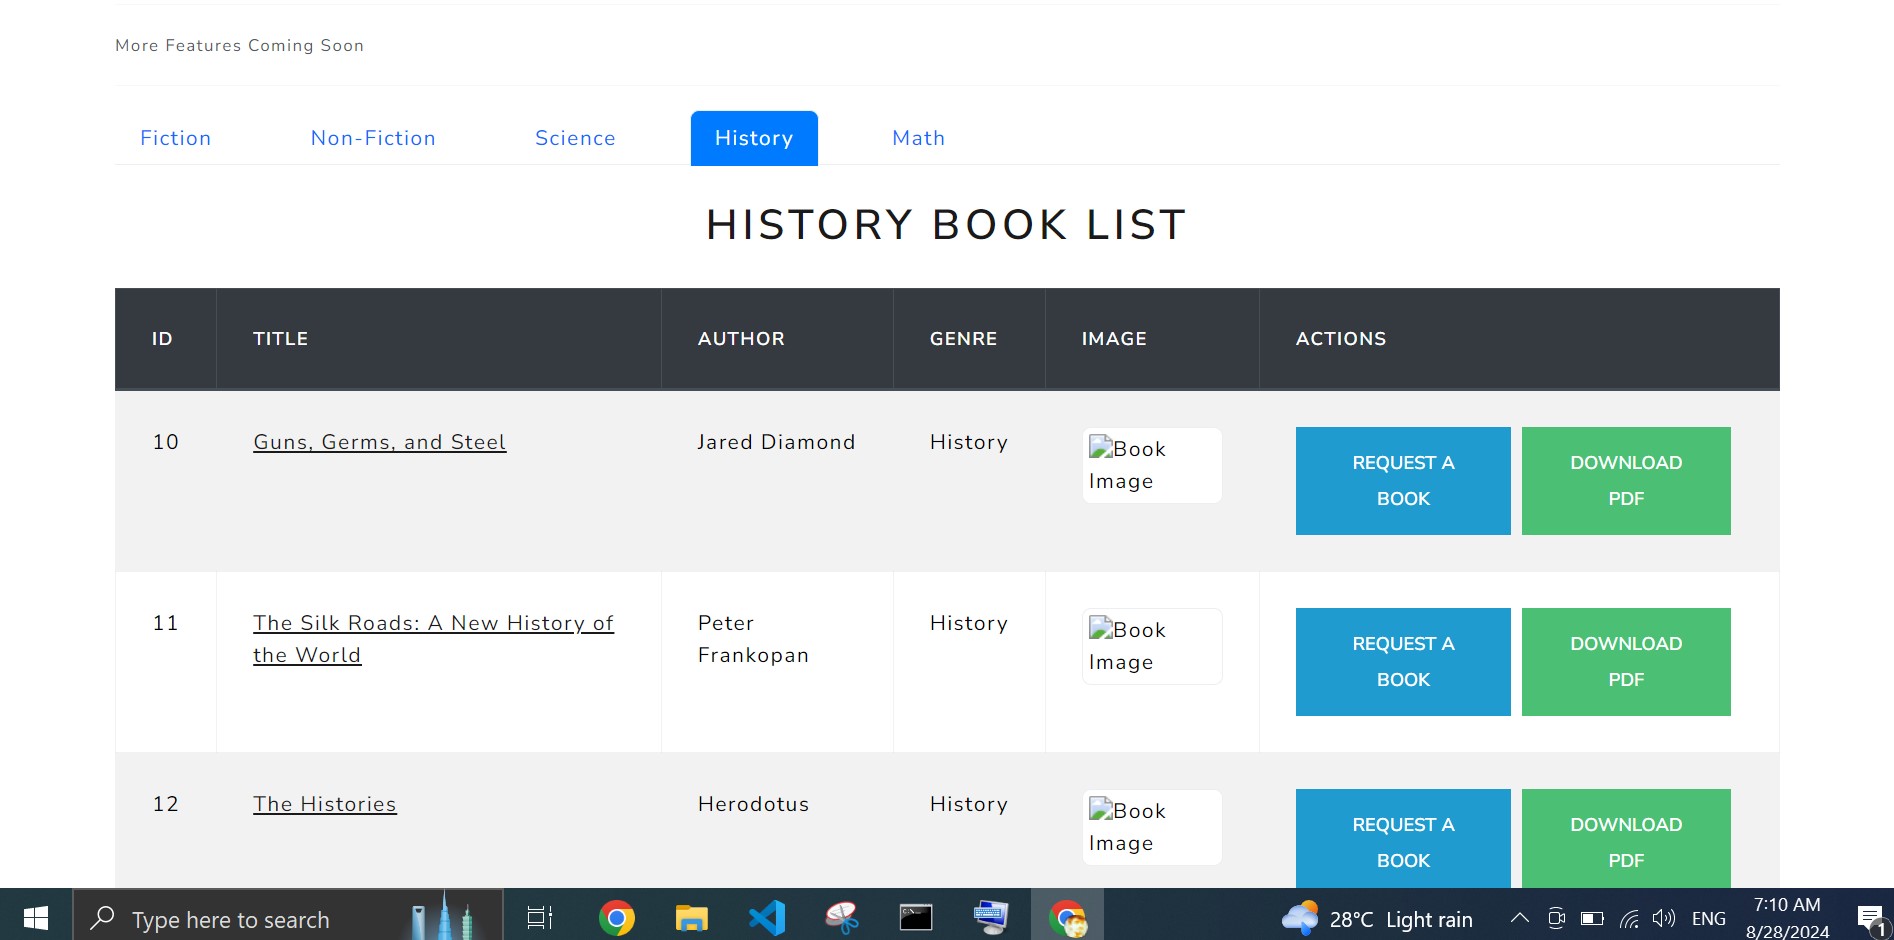 More Features Coming Soon
Fiction Non-Fiction Science History Math
HISTORY BOOK LIST
ID TITLE AUTHOR GENRE IMAGE ACTIONS
10 Guns, Germs, and Steel Jared Diamond History Book Image REQUEST A BOOK DOWNLOAD PDF
11 The Silk Roads: A New History of the World Peter Frankopan History Book Image REQUEST A BOOK DOWNLOAD PDF
12 The Histories Herodotus History Book Image REQUEST A BOOK DOWNLOAD PDF
Type here to search 28°C Light rain ENG 7:10 AM
8/28/2024 1